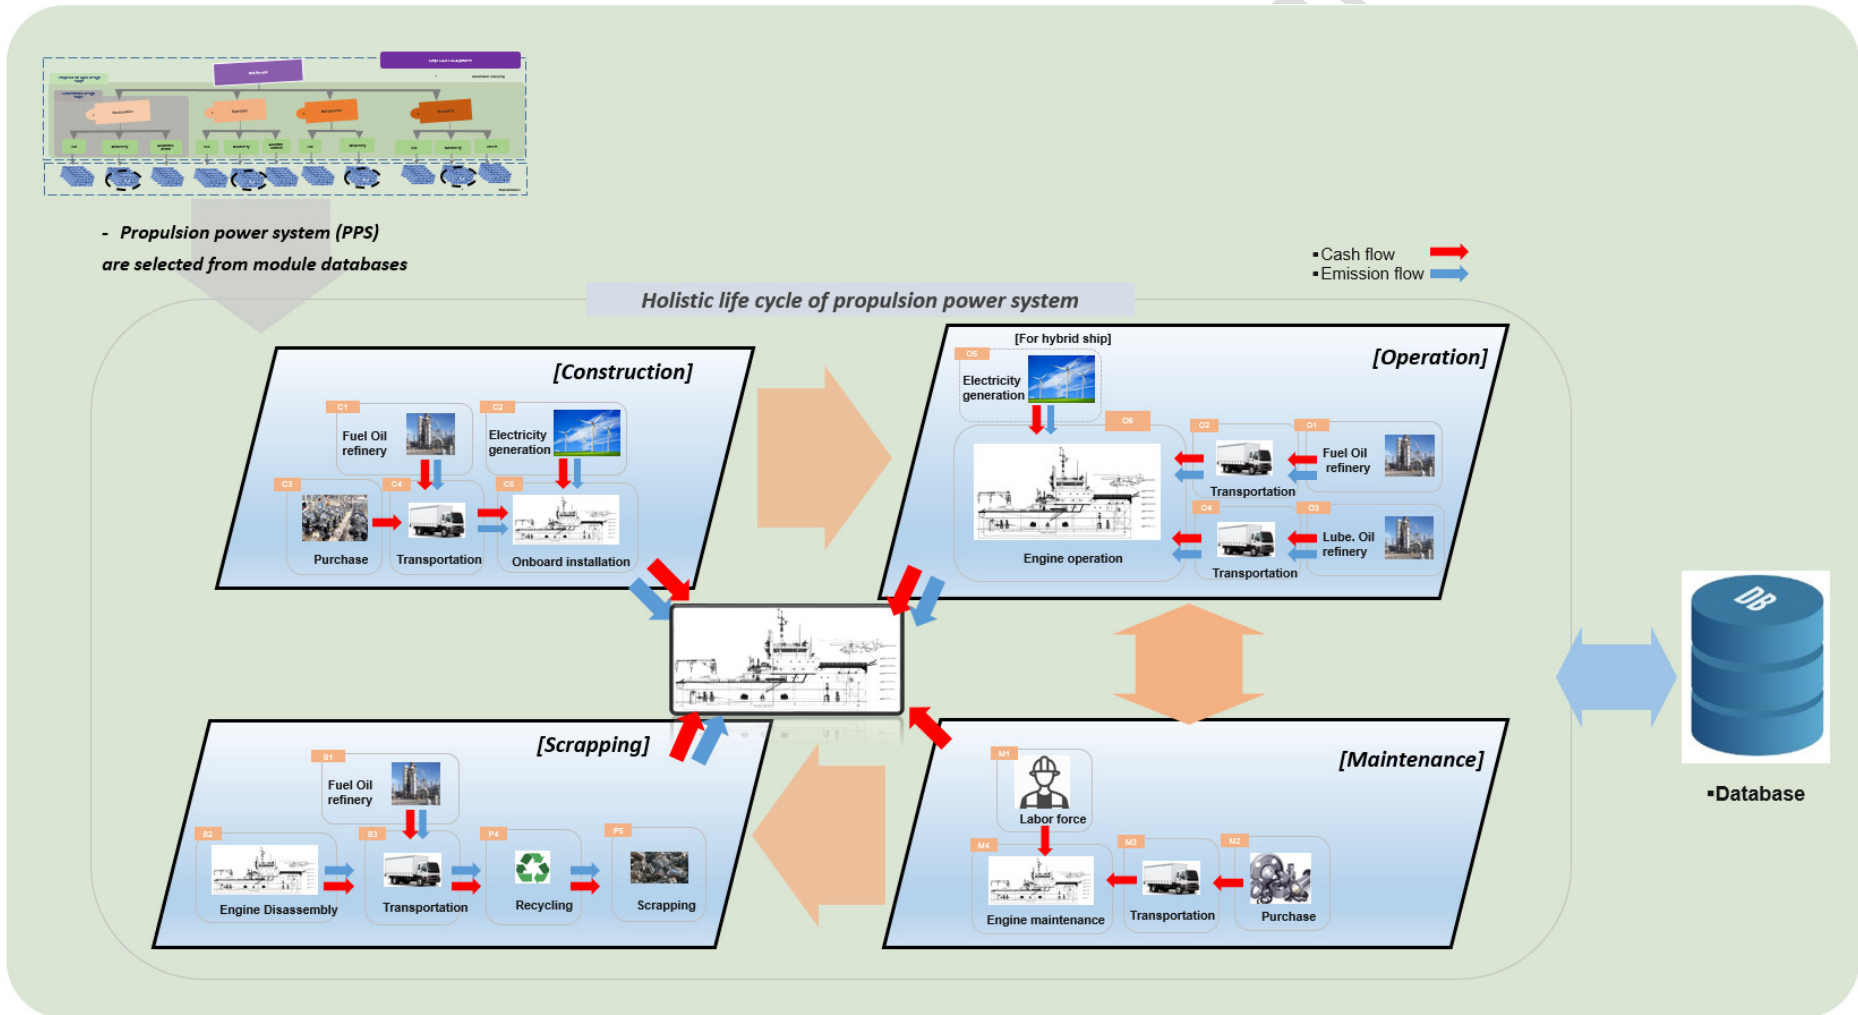 - Propulsion power system (PPS)
are selected from module databases
▪Cash flow
▪Emission flow
Holistic life cycle of propulsion power system
[Construction]
C1
Fuel Oil
refinery
C2
Electricity
generation
C3
Purchase
C4
Transportation
C5
Onboard installation
[For hybrid ship]
[Operation]
O5
Electricity
generation
O6
Engine operation
O2
Transportation
O1
Fuel Oil
refinery
O4
Transportation
O3
Lube. Oil
refinery
DB
▪Database
[Scrapping]
S1
Fuel Oil
refinery
S2
Engine Disassembly
S3
Transportation
P4
Recycling
P5
Scrapping
[Maintenance]
M1
Labor force
M4
Engine maintenance
M3
Transportation
M2
Purchase